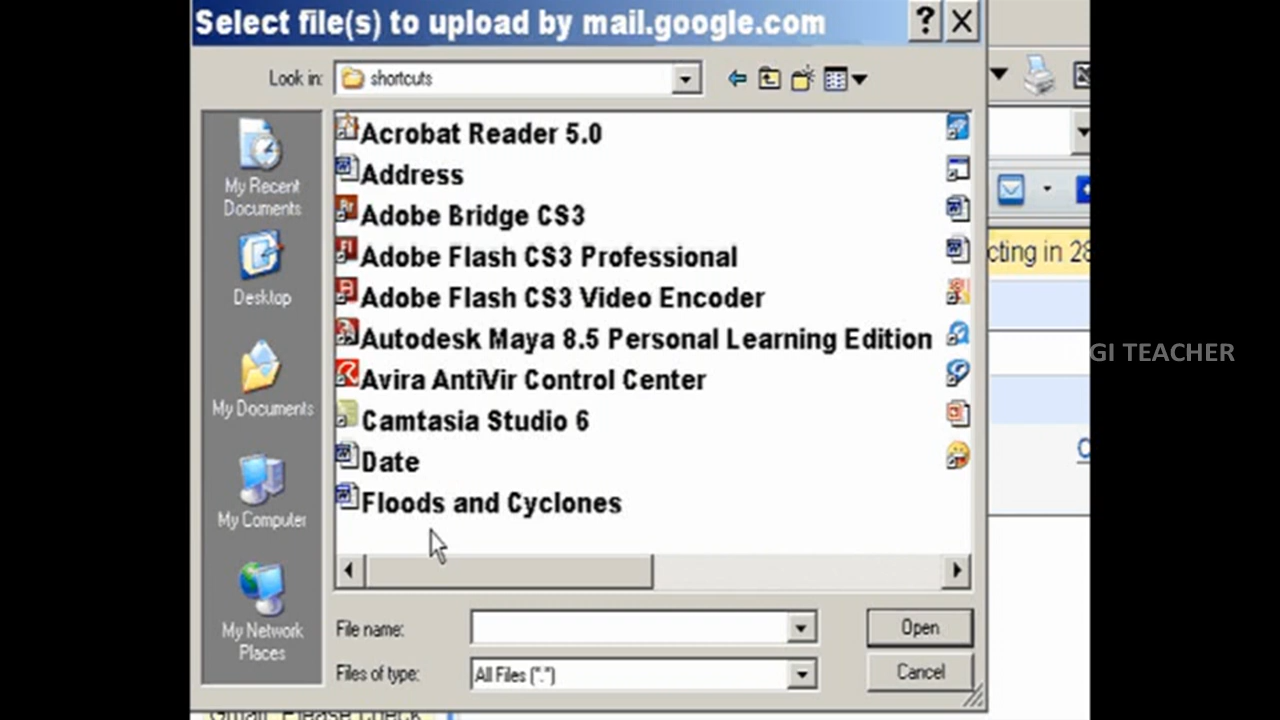 Select file(s) to upload by mail.google.com
Look in: shortcuts
My Recent
Documents
Desktop
My Documents
My Computer
My Network
Places
Acrobat Reader 5.0
Address
Adobe Bridge CS3
Adobe Flash CS3 Professional
Adobe Flash CS3 Video Encoder
Autodesk Maya 8.5 Personal Learning Edition
Avira AntiVir Control Center
Camtasia Studio 6
Date
Floods and Cyclones
File name:
Open
Files of type: All Files (*.*)
Cancel
cting in 28
GI TEACHER
Gmail. Please check